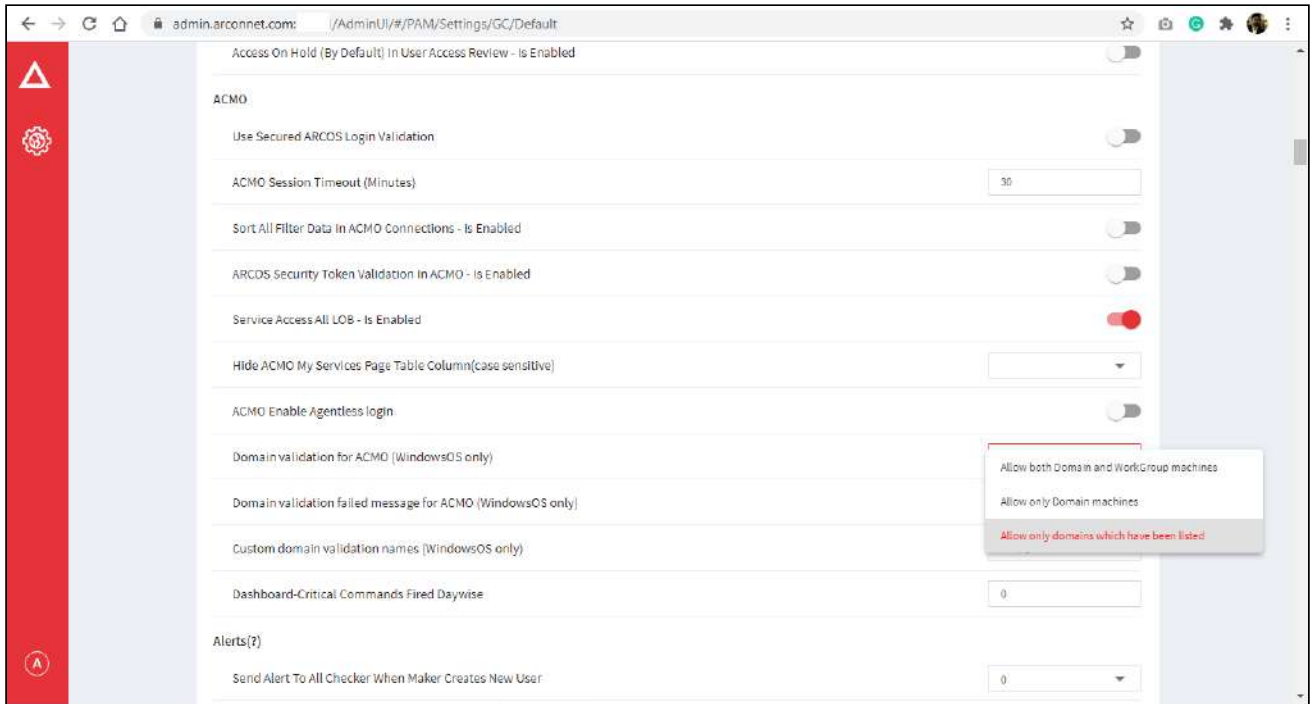 admin.arconnet.com: /AdminUI/#/PAM/Settings/GC/Default
Access On Hold (By Default) In User Access Review - Is Enabled
ACMO
Use Secured ARCOS Login Validation
ACMO Session Timeout (Minutes) 30
Sort All Filter Data In ACMO Connections - Is Enabled
ARCOS Security Token Validation In ACMO - Is Enabled
Service Access All LOB - Is Enabled
Hide ACMO My Services Page Table Column(case sensitive)
ACMO Enable Agentless login
Domain validation for ACMO (WindowsOS only)
Allow both Domain and WorkGroup machines
Domain validation failed message for ACMO (WindowsOS only)
Allow only Domain machines
Custom domain validation names (WindowsOS only)
Allow only domains which have been listed
Dashboard-Critical Commands Fired Daywise 0
Alerts(?)
A
Send Alert To All Checker When Maker Creates New User 0